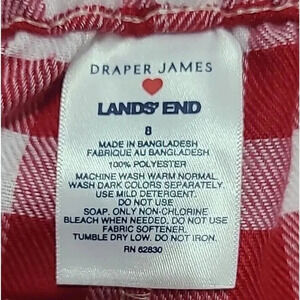 DRAPER JAMES
LANDS' END
8
MADE IN BANGLADESH
FABRIQUE AU BANGLADESH
100% POLYESTER
MACHINE WASH WARM NORMAL.
WASH DARK COLORS SEPARATELY.
USE MILD DETERGENT.
DO NOT USE
SOAP. ONLY NON-CHLORINE
BLEACH WHEN NEEDED. DO NOT USE
FABRIC SOFTENER.
TUMBLE DRY LOW. DO NOT IRON.
RN 62830